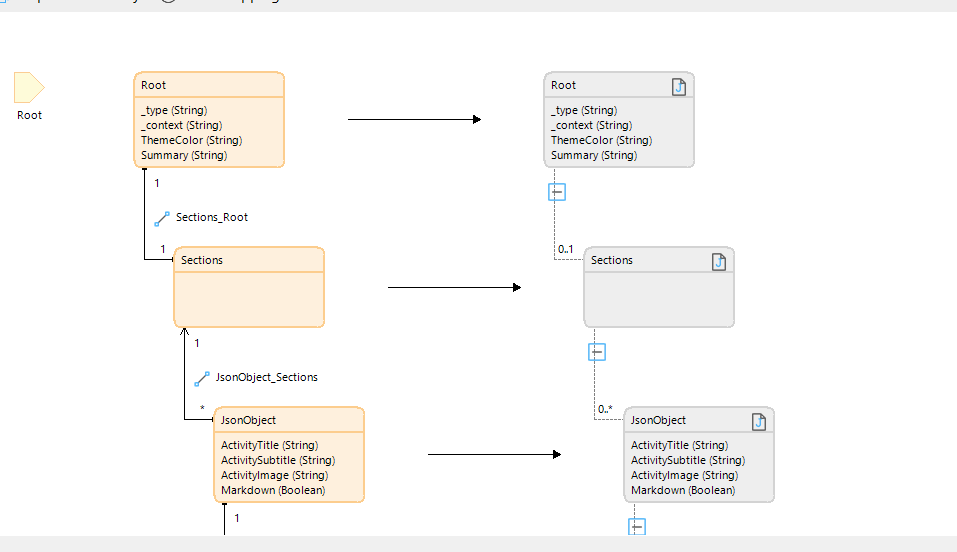 Root
Root
_type (String)
_context (String)
ThemeColor (String)
Summary (String)
Root
_type (String)
_context (String)
ThemeColor (String)
Summary (String)
1
Sections_Root
1
Sections
0..1
Sections
1
JsonObject_Sections
*
JsonObject
ActivityTitle (String)
ActivitySubtitle (String)
ActivityImage (String)
Markdown (Boolean)
0..*
JsonObject
ActivityTitle (String)
ActivitySubtitle (String)
ActivityImage (String)
Markdown (Boolean)
1